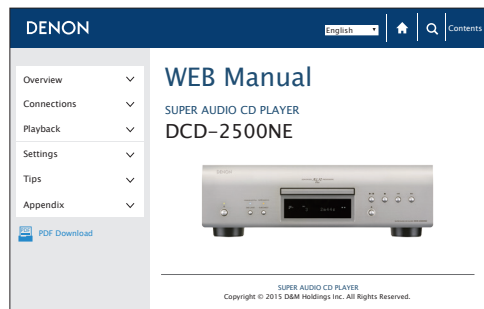 DENON
English
Contents
Overview
Connections
Playback
Settings
Tips
Appendix
PDF Download
WEB Manual
SUPER AUDIO CD PLAYER
DCD-2500NE
DENON
SUPER AUDIO CD PLAYER
Copyright © 2015 D&M Holdings Inc. All Rights Reserved.